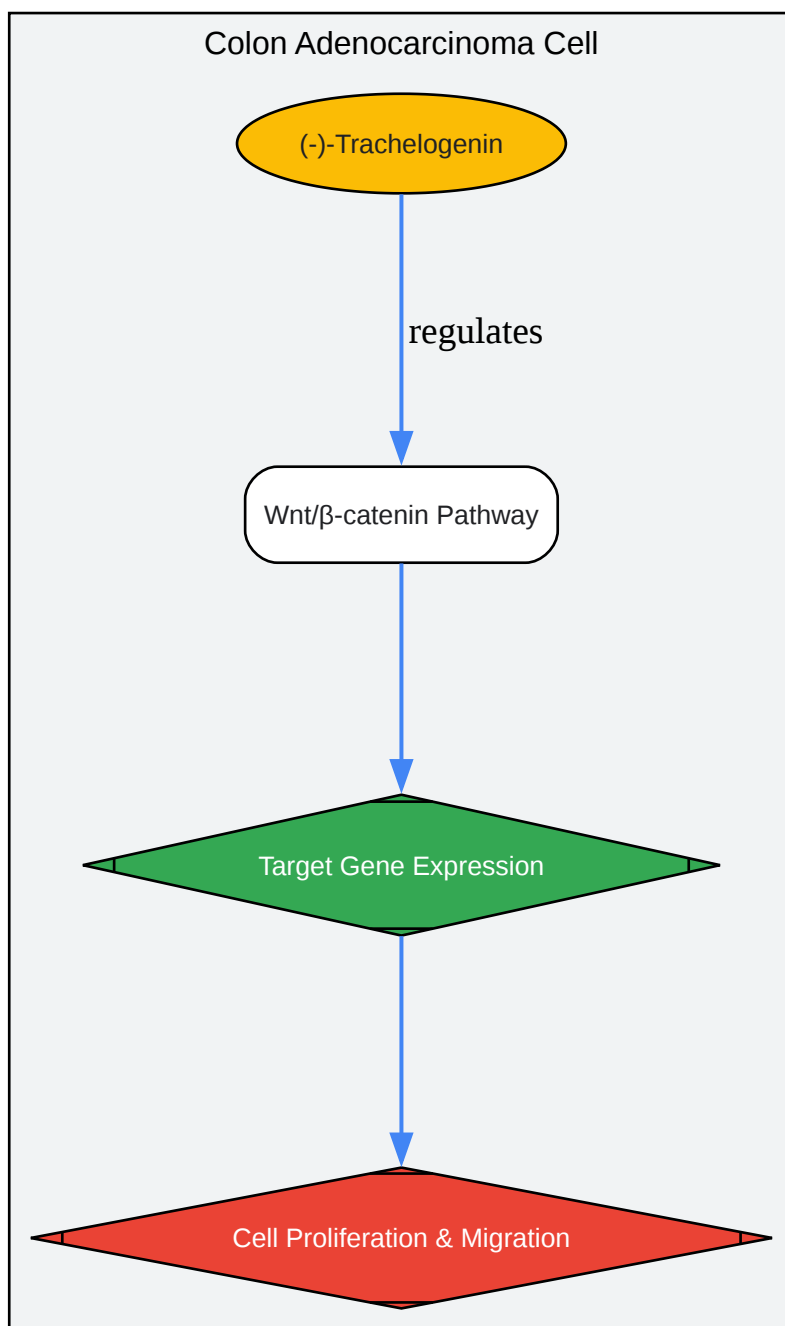 Colon Adenocarcinoma Cell
(-)-Trachelogenin
regulates
Wnt/β-catenin Pathway
Target Gene Expression
Cell Proliferation & Migration